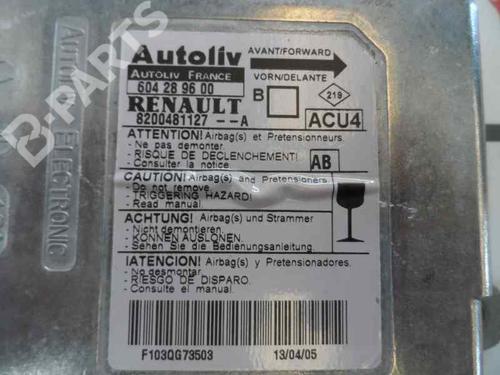 B-PARTS
AUTOLIV ELECTRONIC
Autoliv
AUTOLIV FRANCE
604 28 96 00
RENAULT
8200481127 --A
AVANT/FORWARD
VORN/DELANTE
B
219
ACU4
ATTENTION! Airbag(s) et Pretensionneurs.
- Ne pas demonter.
- RISQUE DE DECLENCHEMENT!
- Consulter la notice.
AB
CAUTION! Airbag(s) and Pretensioners.
- Do not remove.
- TRIGGERING HAZARD!
- Read manual.
ACHTUNG! Airbag(s) und Strammer
- Nicht demontieren.
- KONNEN AUSLONEN.
- Sehen Sie die Bedienungsanleitung.
¡ATENCION! Airbag(s) y Pretensionadores.
- No desmontar.
- RIESGO DE DISPARO.
- Consulte el manual.
F103QG73503
13/04/05